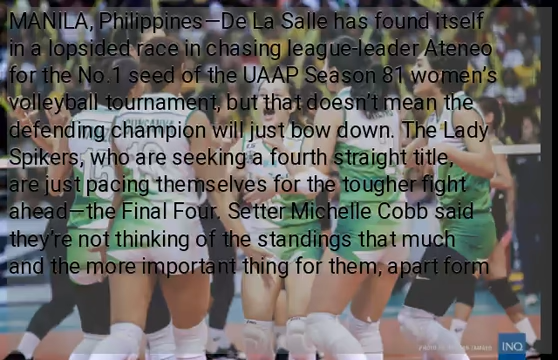 MANILA, Philippines—De La Salle has found itself
in a lopsided race in chasing league-leader Ateneo
for the No.1 seed of the UAAP Season 81 women's
volleyball tournament, but that doesn't mean the
defending champion will just bow down. The Lady
Spikers, who are seeking a fourth straight title,
are just pacing themselves for the tougher fight
ahead—the Final Four. Setter Michelle Cobb said
they're not thinking of the standings that much
and the more important thing for them, apart form
INQ